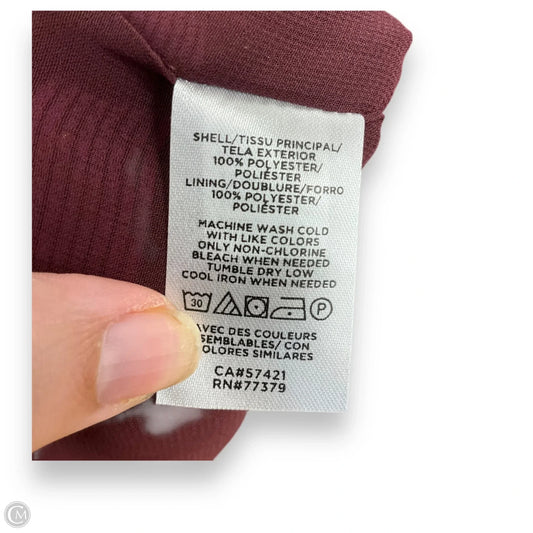 SHELL/TISSU PRINCIPAL/
TELA EXTERIOR
100% POLYESTER/
POLIÉSTER
LINING/DOUBLURE/FORRO
100% POLYESTER/
POLIÉSTER
MACHINE WASH COLD
WITH LIKE COLORS
ONLY NON-CHLORINE
BLEACH WHEN NEEDED
TUMBLE DRY LOW
COOL IRON WHEN NEEDED
30 P
AVEC DES COULEURS
SEMBLABLES/ CON
COLORES SIMILARES
CA#57421
RN#77379
CM